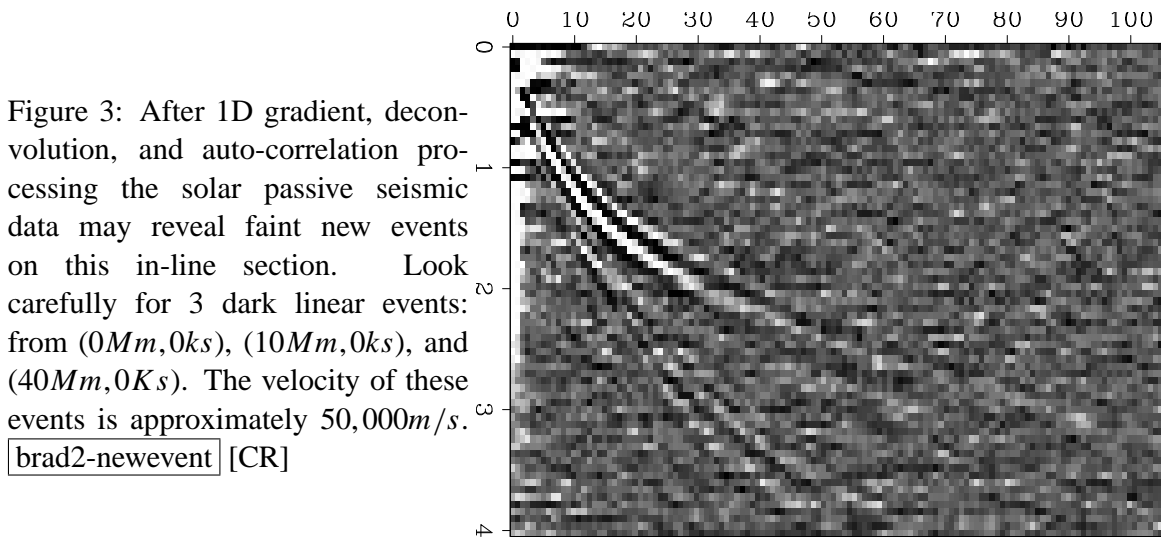 Figure 3: After 1D gradient, decon-
volution, and auto-correlation pro-
cessing the solar passive seismic
data may reveal faint new events
on this in-line section. Look
carefully for 3 dark linear events:
from (0Mm,0ks), (10Mm,0ks), and
(40Mm,0Ks). The velocity of these
events is approximately 50,000m/s.
brad2-newevent [CR]
0 10 20 30 40 50 60 70 80 90 100
0
1
2
3
4